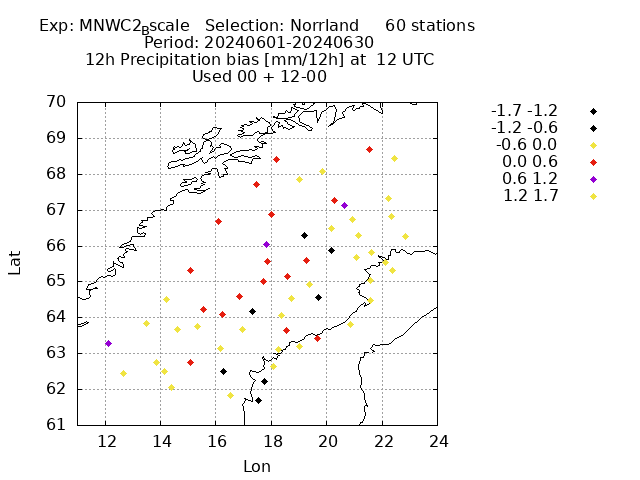 Exp: MNWC2_Bscale   Selection: Norrland     60 stations
Period: 20240601-20240630
12h Precipitation bias [mm/12h] at  12 UTC
Used 00 + 12-00
-1.7 -1.2
-1.2 -0.6
-0.6 0.0
0.0 0.6
0.6 1.2
1.2 1.7
70
69
68
67
66
65
64
63
62
61
Lat
12 14 16 18 20 22 24
Lon